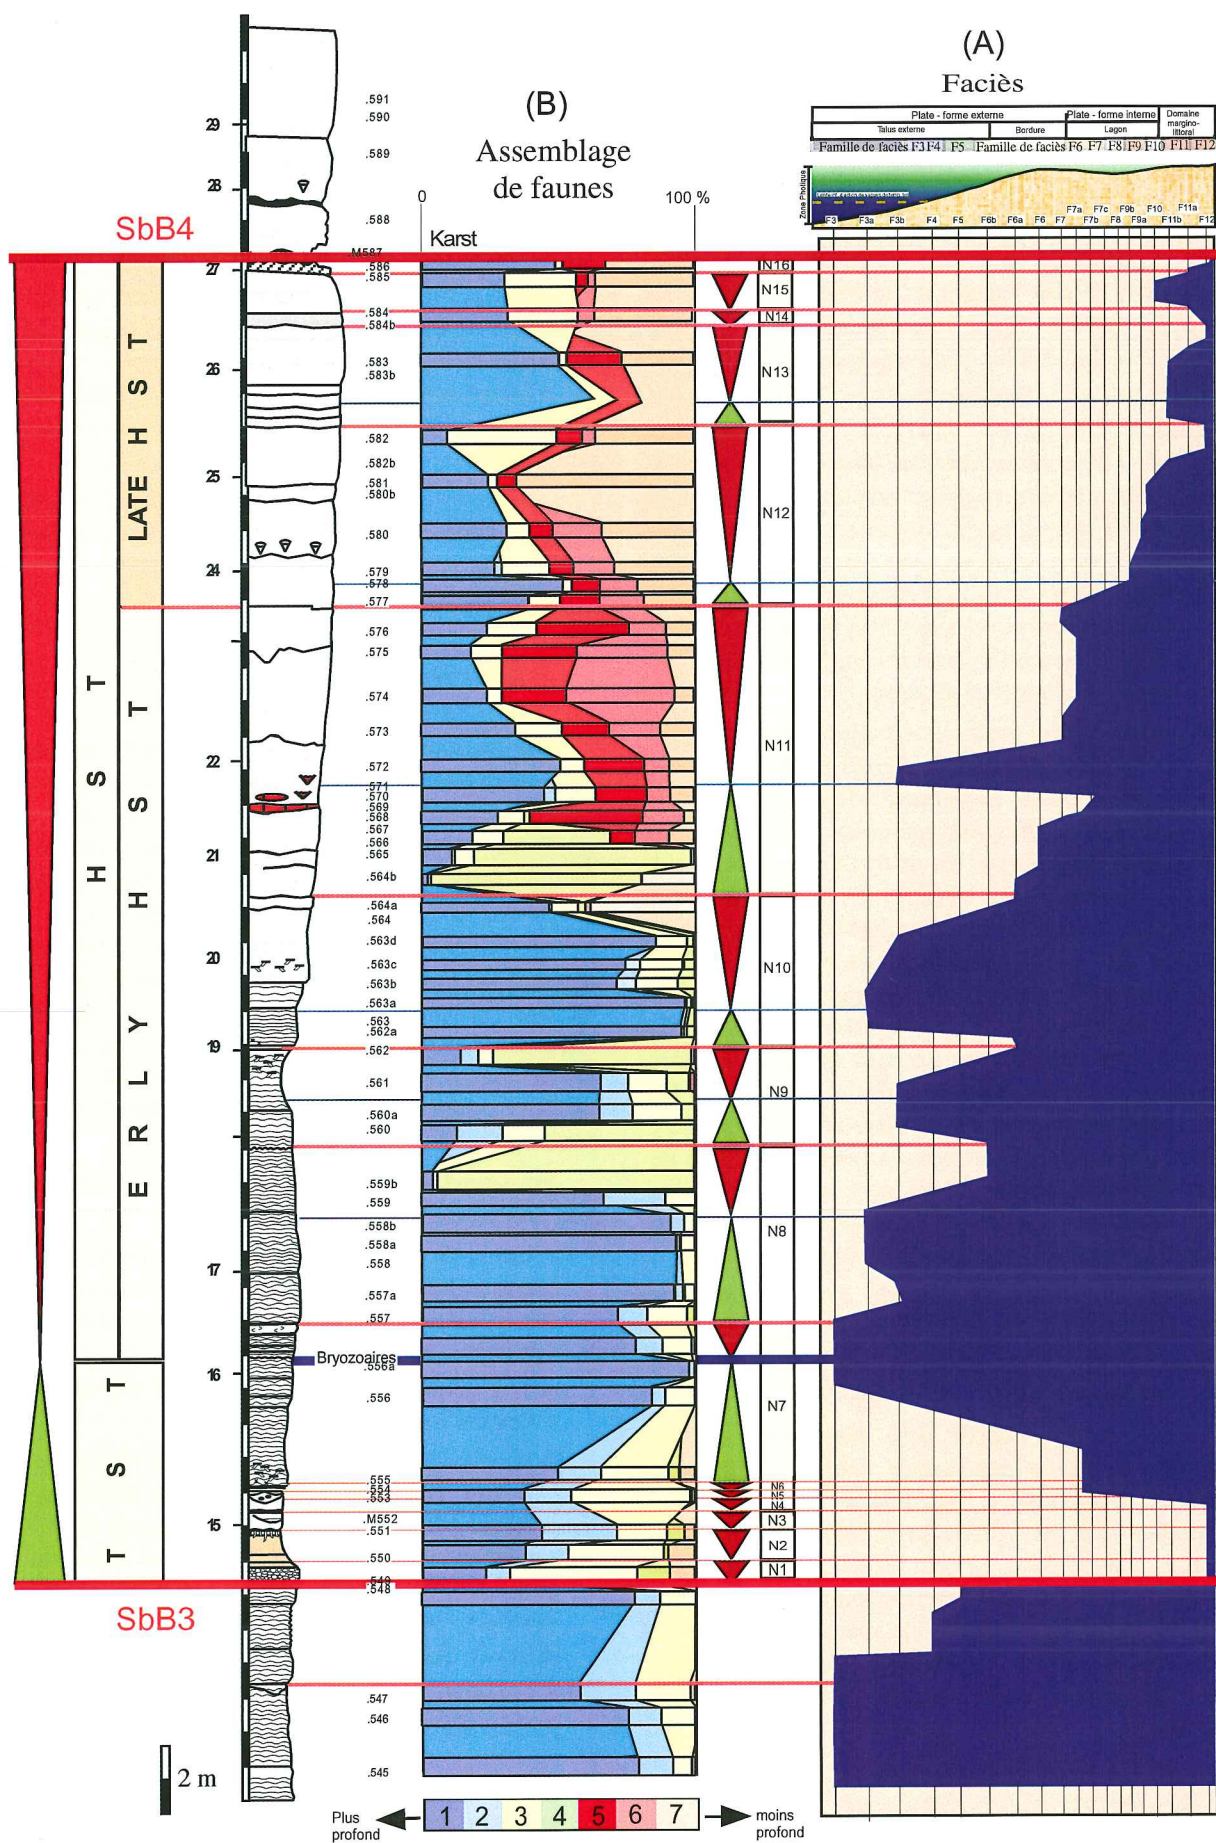 (A)
Faciès
(B)
Assemblage
de faunes
0
100 %
Karst
Plate - forme externe
Plate - forme interne
Domaine
margino-
littoral
Talus externe
Bordure
Lagon
Famille de faciès F3 F4
F5
Famille de faciès F6 F7 F8 F9 F10
F11 F12
Zone Photique
F3
F3a
F3b
F4
F5
F6b
F6a
F6
F7
F7a
F7b
F7c
F8
F9b
F9a
F10
F11b
F11a
F12
SbB4
SbB3
LATE HST
HST
ERLY HST
TST
29
28
27
26
25
24
22
21
20
19
17
16
15
.591
.590
.589
.588
.M587
.586
.585
.584
.584b
.583
.583b
.582
.582b
.581
.580b
.580
.579
.578
.577
.576
.575
.574
.573
.572
.571
.570
.569
.568
.567
.566
.565
.564b
.564a
.564
.563d
.563c
.563b
.563a
.563
.562a
.562
.561
.560a
.560
.559b
.559
.558b
.558a
.558
.557a
.557
Bryozoaires
.556a
.556
.555
.554
.553
.M552
.551
.550
.549
.548
.547
.546
.545
N16
N15
N14
N13
N12
N11
N10
N9
N8
N7
N6
N5
N4
N3
N2
N1
2 m
Plus
profond
1 2 3 4 5 6 7
moins
profond